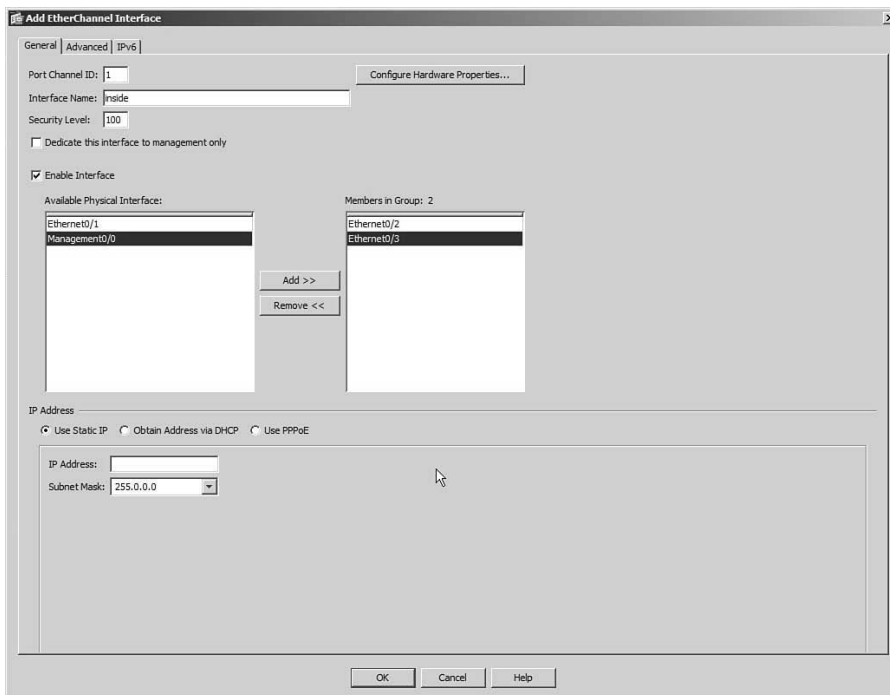 Add EtherChannel Interface
General Advanced IPv6
Port Channel ID: 1 Configure Hardware Properties...
Interface Name: inside
Security Level: 100
Dedicate this interface to management only
Enable Interface
Available Physical Interface: Members in Group: 2
Ethernet0/1 Ethernet0/2
Management0/0 Ethernet0/3
Add >>
Remove <<
IP Address
Use Static IP Obtain Address via DHCP Use PPPoE
IP Address:
Subnet Mask: 255.0.0.0
OK Cancel Help